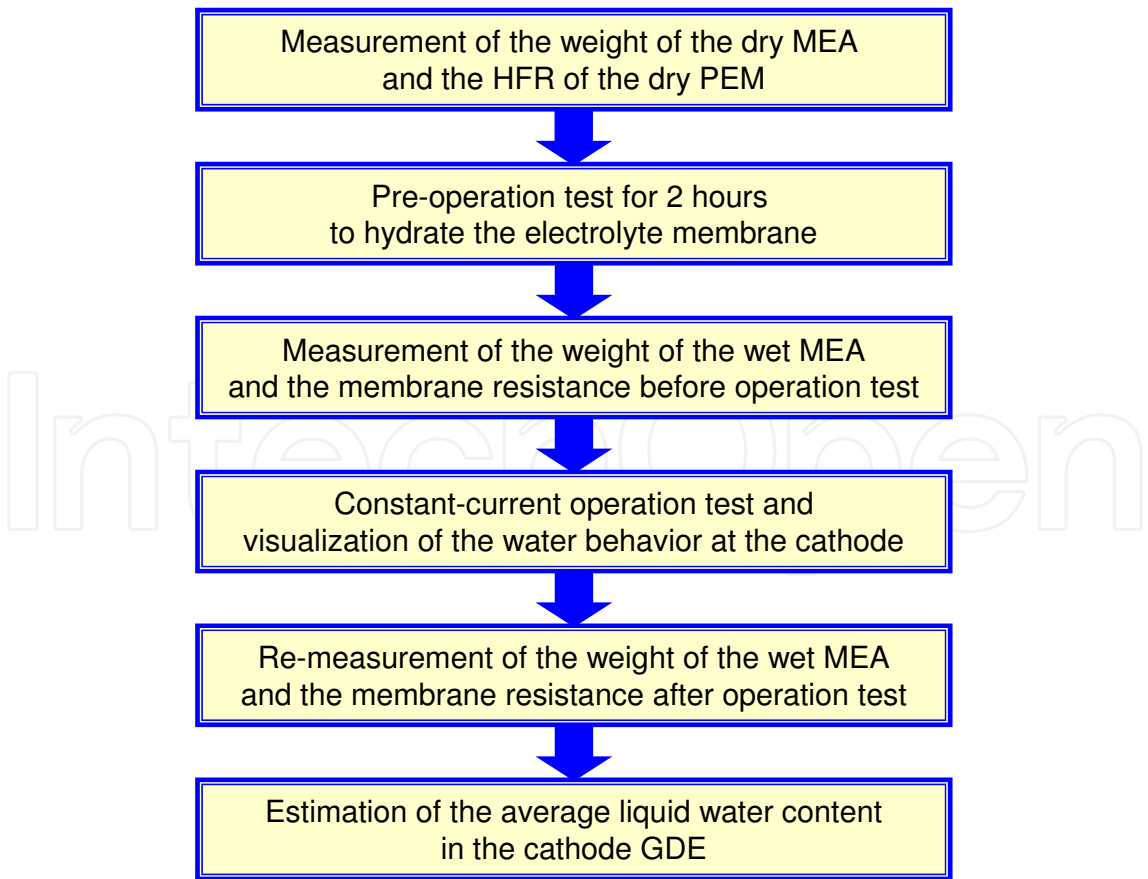 Measurement of the weight of the dry MEA
and the HFR of the dry PEM
Pre-operation test for 2 hours
to hydrate the electrolyte membrane
Measurement of the weight of the wet MEA
and the membrane resistance before operation test
Constant-current operation test and
visualization of the water behavior at the cathode
Re-measurement of the weight of the wet MEA
and the membrane resistance after operation test
Estimation of the average liquid water content
in the cathode GDE
IntechOpen